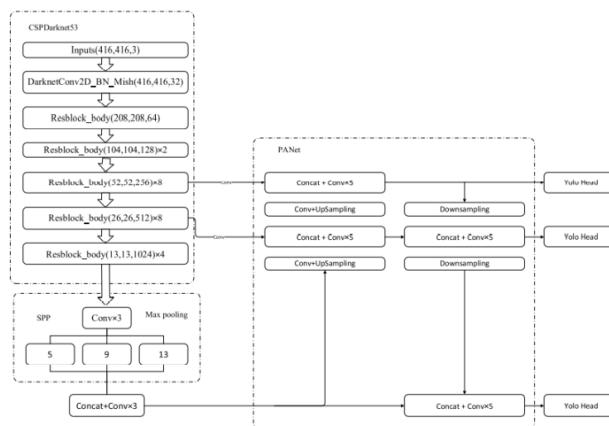 CSPDarknet53
Inputs(416,416,3)
DarknetConv2D_BN_Mish(416,416,32)
Resblock_body(208,208,64)
Resblock_body(104,104,128)×2
Resblock_body(52,52,256)×8
Resblock_body(26,26,512)×8
Resblock_body(13,13,1024)×4
SPP
Conv×3
Max pooling
5
9
13
Concat+Conv×3
PANet
Conv
Concat + Conv×5
Yolo Head
Conv+UpSampling
Downsampling
Conv
Concat + Conv×5
Concat + Conv×5
Yolo Head
Conv+UpSampling
Downsampling
Concat + Conv×5
Yolo Head